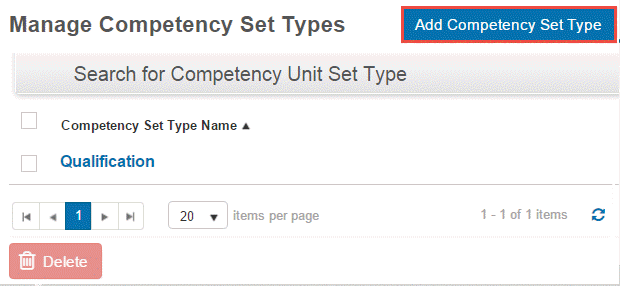 Manage Competency Set Types Add Competency Set Type
Search for Competency Unit Set Type
Competency Set Type Name ▲
Qualification
1 20 items per page 1 - 1 of 1 items
Delete